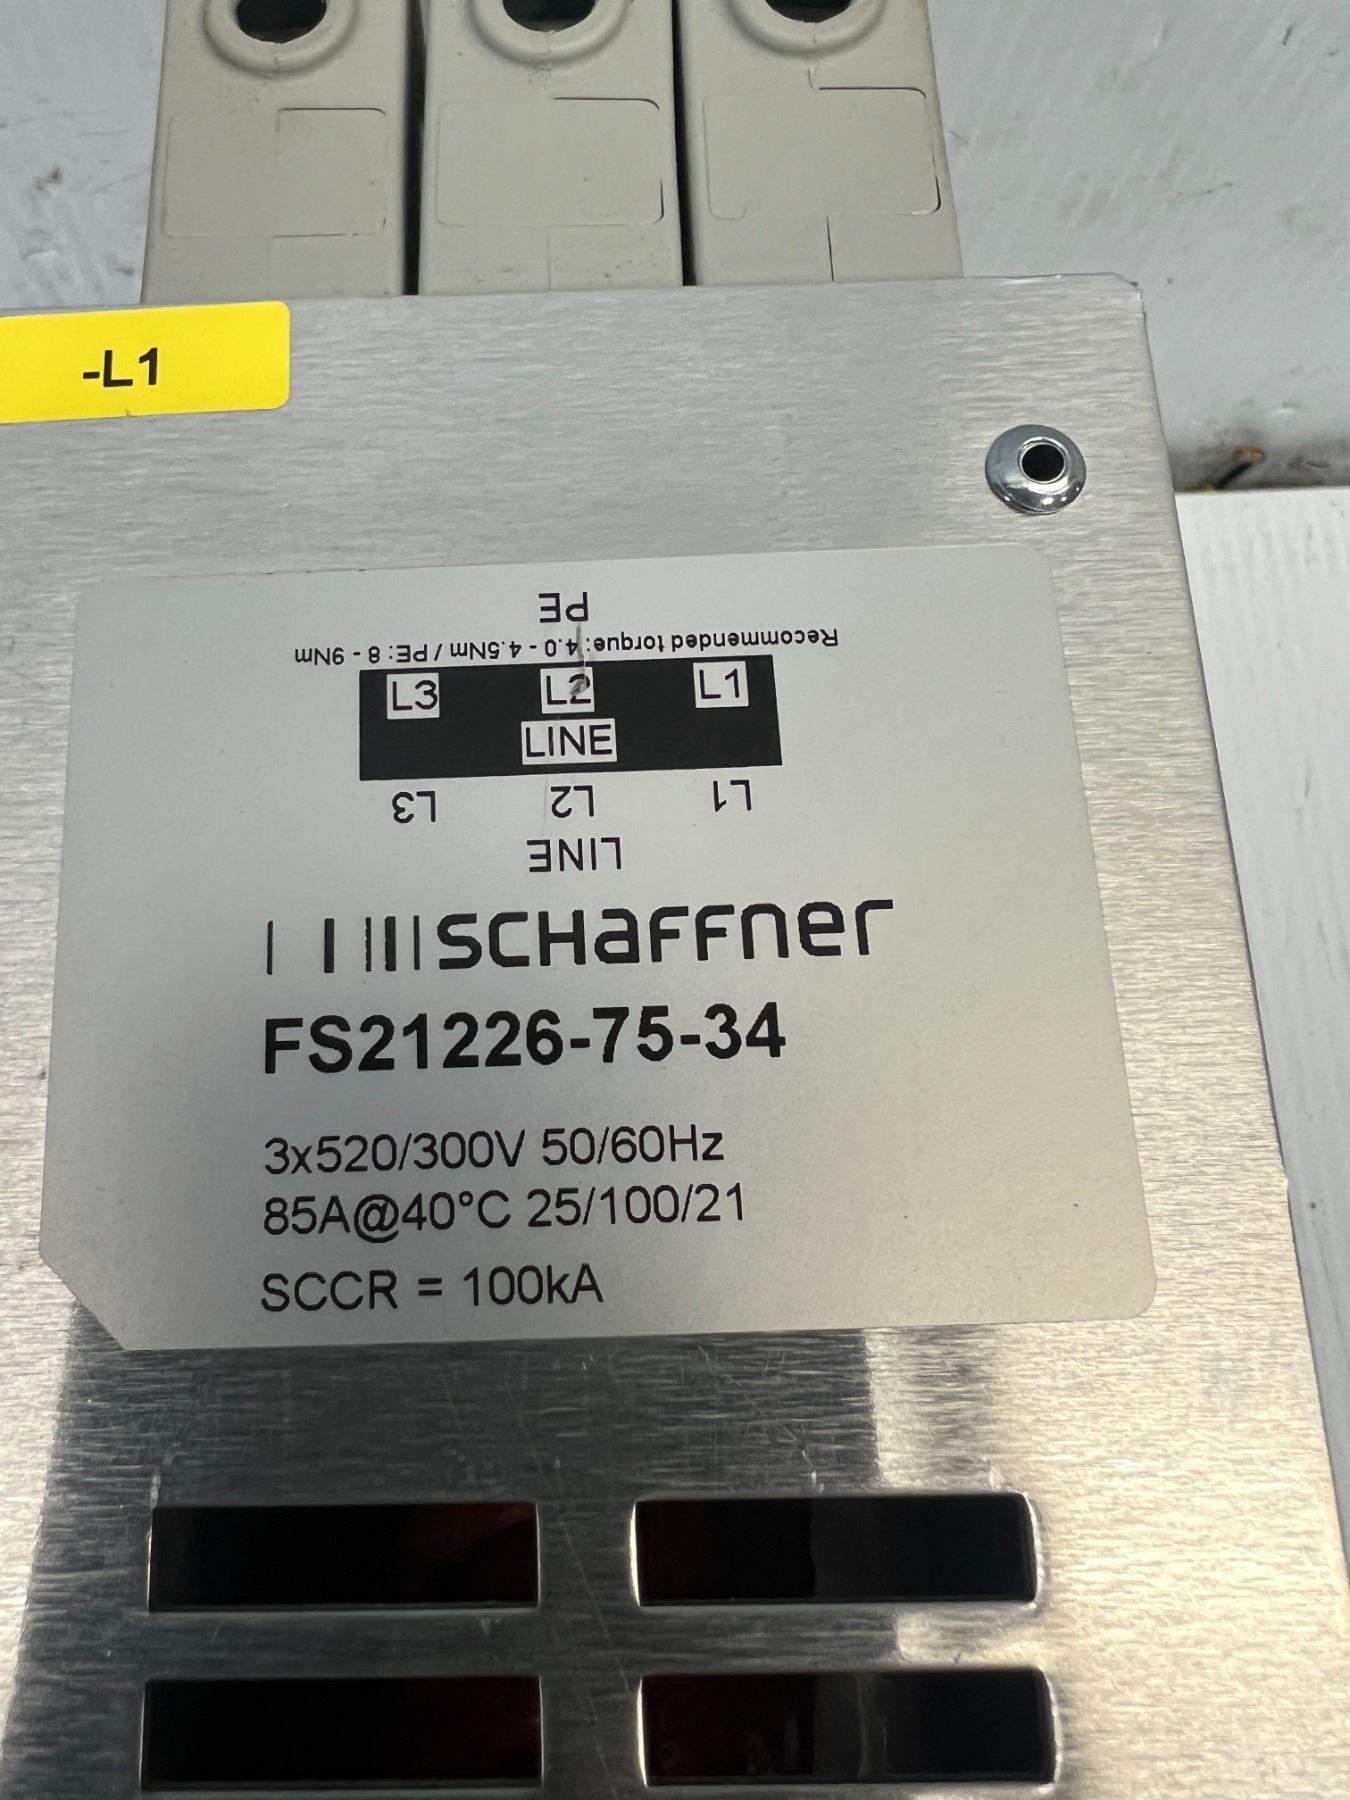 -L1
PE
Recommended torque: 4.0 - 4.5Nm / PE: 8 - 9Nm
L3 L2 L1
LINE
L3 L2 L1
LINE
SCHAFFNER
FS21226-75-34
3x520/300V 50/60Hz
85A@40°C 25/100/21
SCCR = 100kA